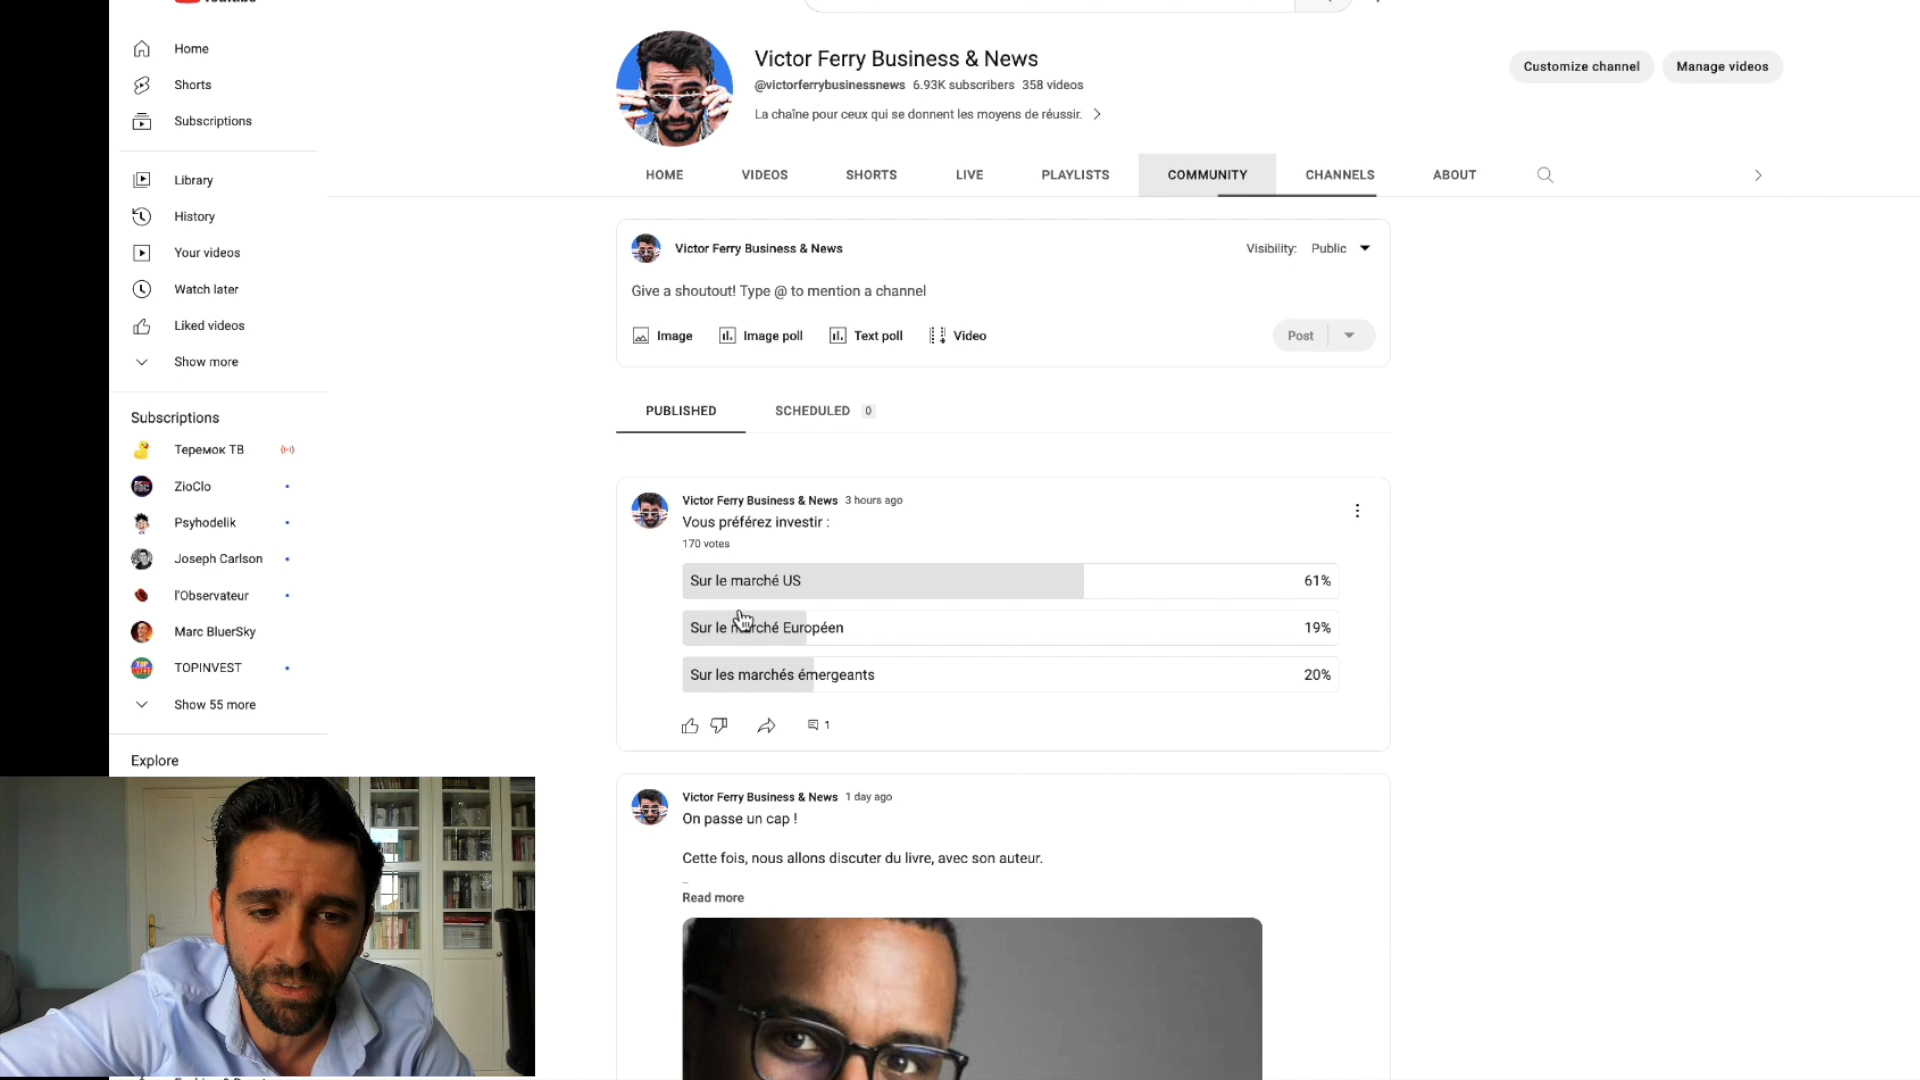 Home
Shorts
Subscriptions
Library
History
Your videos
Watch later
Liked videos
Show more
Subscriptions
Теремок ТВ
ZioClo
Psyhodelik
Joseph Carlson
l'Observateur
Marc BluerSky
TOPINVEST
Show 55 more
Explore
Victor Ferry Business & News
@victorferrybusinessnews 6.93K subscribers 358 videos
La chaîne pour ceux qui se donnent les moyens de réussir.
Customize channel
Manage videos
HOME VIDEOS SHORTS LIVE PLAYLISTS COMMUNITY CHANNELS ABOUT
Victor Ferry Business & News
Visibility: Public
Give a shoutout! Type @ to mention a channel
Image Image poll Text poll Video
Post
PUBLISHED SCHEDULED 0
Victor Ferry Business & News 3 hours ago
Vous préférez investir :
170 votes
Sur le marché US 61%
Sur le marché Européen 19%
Sur les marchés émergeants 20%
1
Victor Ferry Business & News 1 day ago
On passe un cap !
Cette fois, nous allons discuter du livre, avec son auteur.
...
Read more